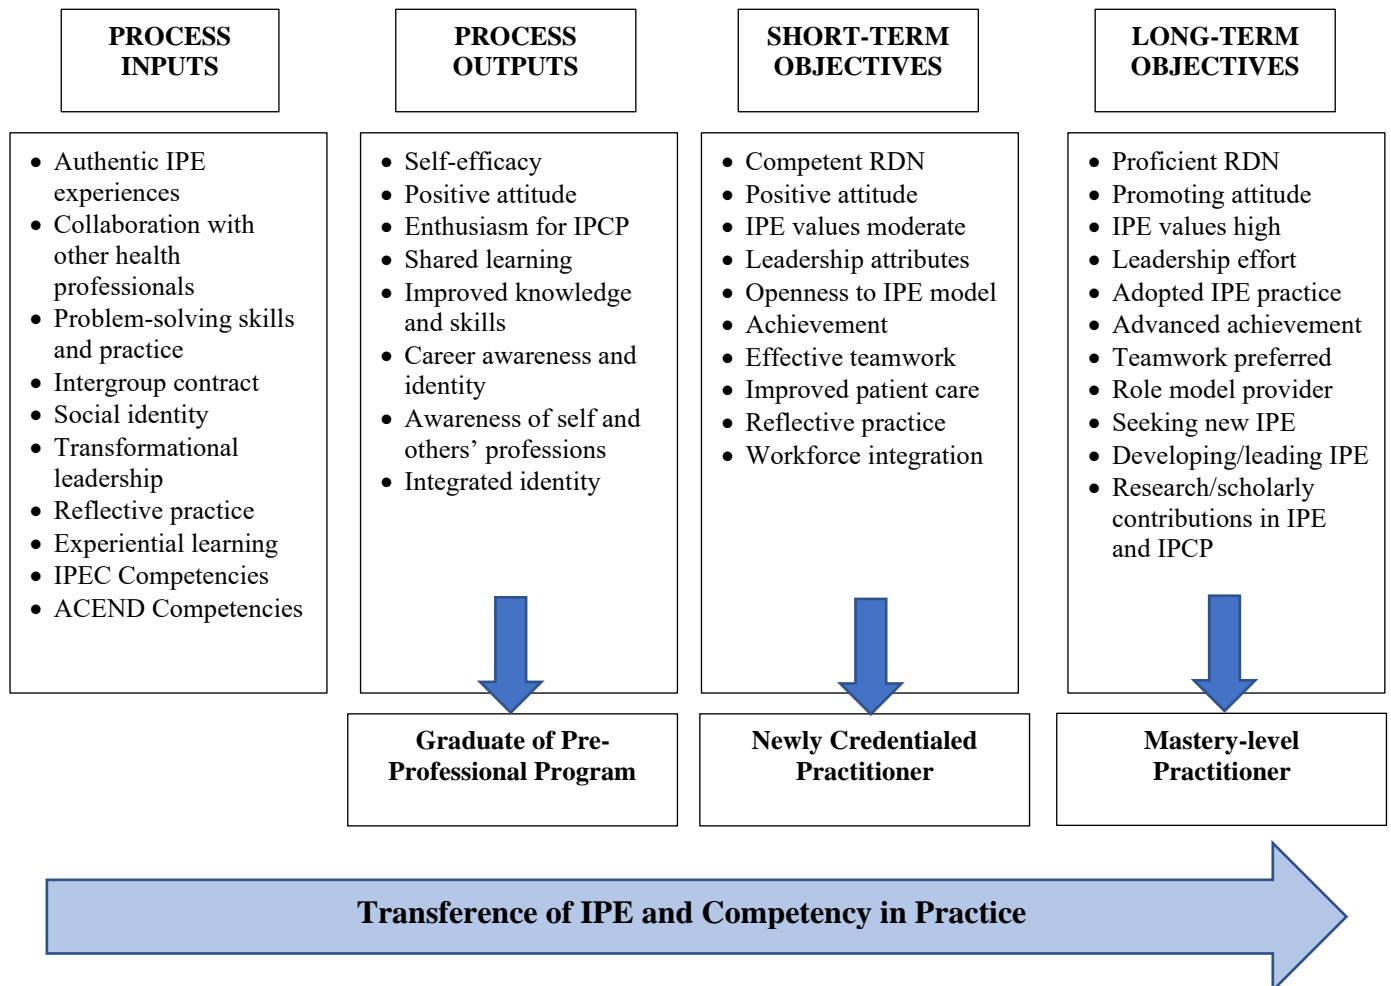 PROCESS
INPUTS
PROCESS
OUTPUTS
SHORT-TERM
OBJECTIVES
LONG-TERM
OBJECTIVES
• Authentic IPE
experiences
• Collaboration with
other health
professionals
• Problem-solving skills
and practice
• Intergroup contract
• Social identity
• Transformational
leadership
• Reflective practice
• Experiential learning
• IPEC Competencies
• ACEND Competencies
• Self-efficacy
• Positive attitude
• Enthusiasm for IPCP
• Shared learning
• Improved knowledge
and skills
• Career awareness and
identity
• Awareness of self and
others’ professions
• Integrated identity
• Competent RDN
• Positive attitude
• IPE values moderate
• Leadership attributes
• Openness to IPE model
• Achievement
• Effective teamwork
• Improved patient care
• Reflective practice
• Workforce integration
• Proficient RDN
• Promoting attitude
• IPE values high
• Leadership effort
• Adopted IPE practice
• Advanced achievement
• Teamwork preferred
• Role model provider
• Seeking new IPE
• Developing/leading IPE
• Research/scholarly
contributions in IPE
and IPCP
Graduate of Pre-
Professional Program
Newly Credentialed
Practitioner
Mastery-level
Practitioner
Transference of IPE and Competency in Practice